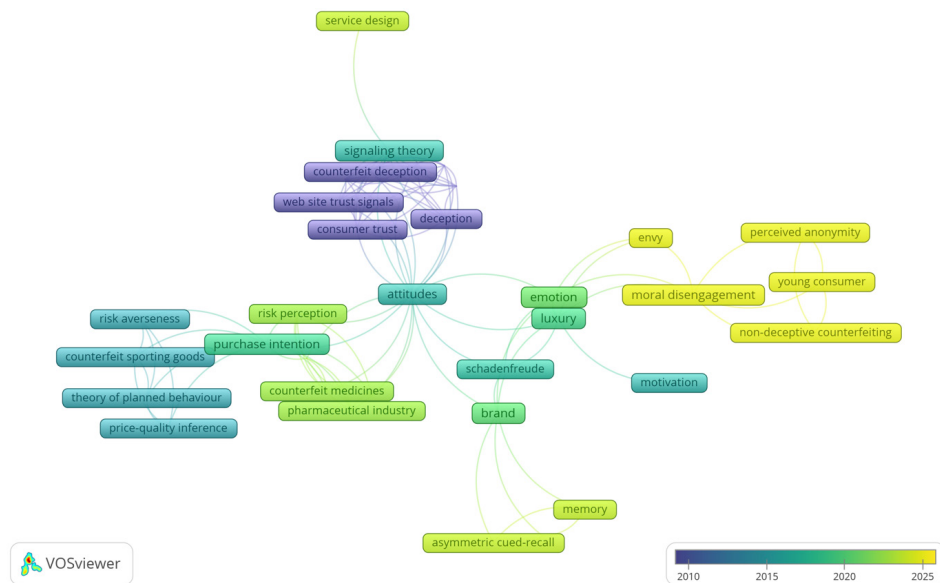 service design
signaling theory
counterfeit deception
web site trust signals
deception
consumer trust
envy
perceived anonymity
young consumer
moral disengagement
non-deceptive counterfeiting
attitudes
emotion
luxury
risk perception
risk averseness
purchase intention
counterfeit sporting goods
schadenfreude
motivation
counterfeit medicines
theory of planned behaviour
pharmaceutical industry
brand
price-quality inference
memory
asymmetric cued-recall
VOSviewer
2010 2015 2020 2025